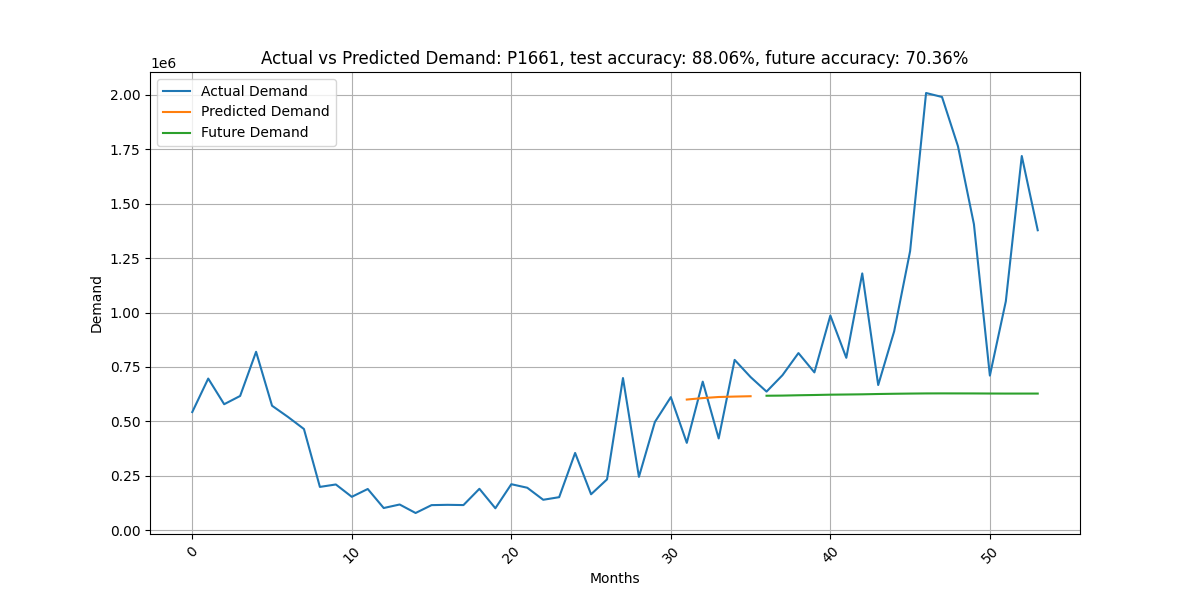 Actual vs Predicted Demand: P1661, test accuracy: 88.06%, future accuracy: 70.36%
1e6
Actual Demand
Predicted Demand
Future Demand
2.00
1.75
1.50
1.25
1.00
0.75
0.50
0.25
0.00
Demand
0 10 20 30 40 50
Months